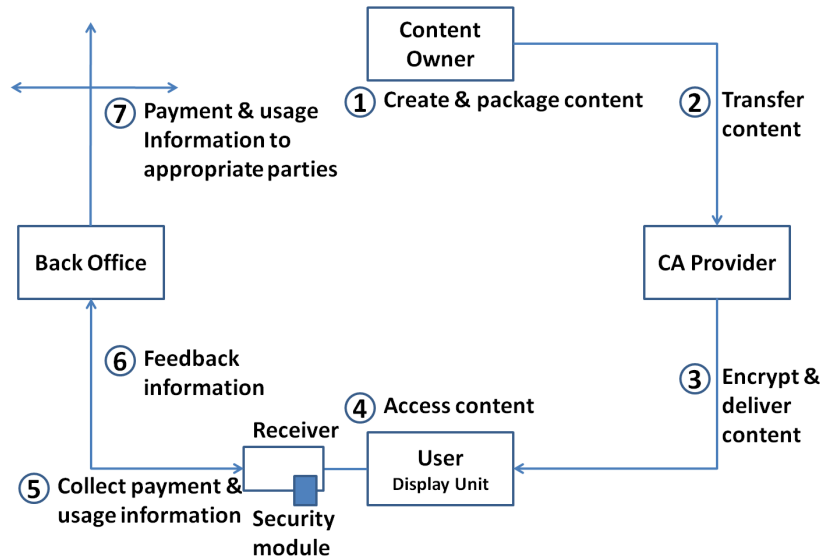 Content
Owner
① Create & package content
② Transfer
content
CA Provider
③ Encrypt &
deliver
content
④ Access content
User
Display Unit
Receiver
Security
module
⑤ Collect payment &
usage information
⑥ Feedback
information
Back Office
⑦ Payment & usage
Information to
appropriate parties